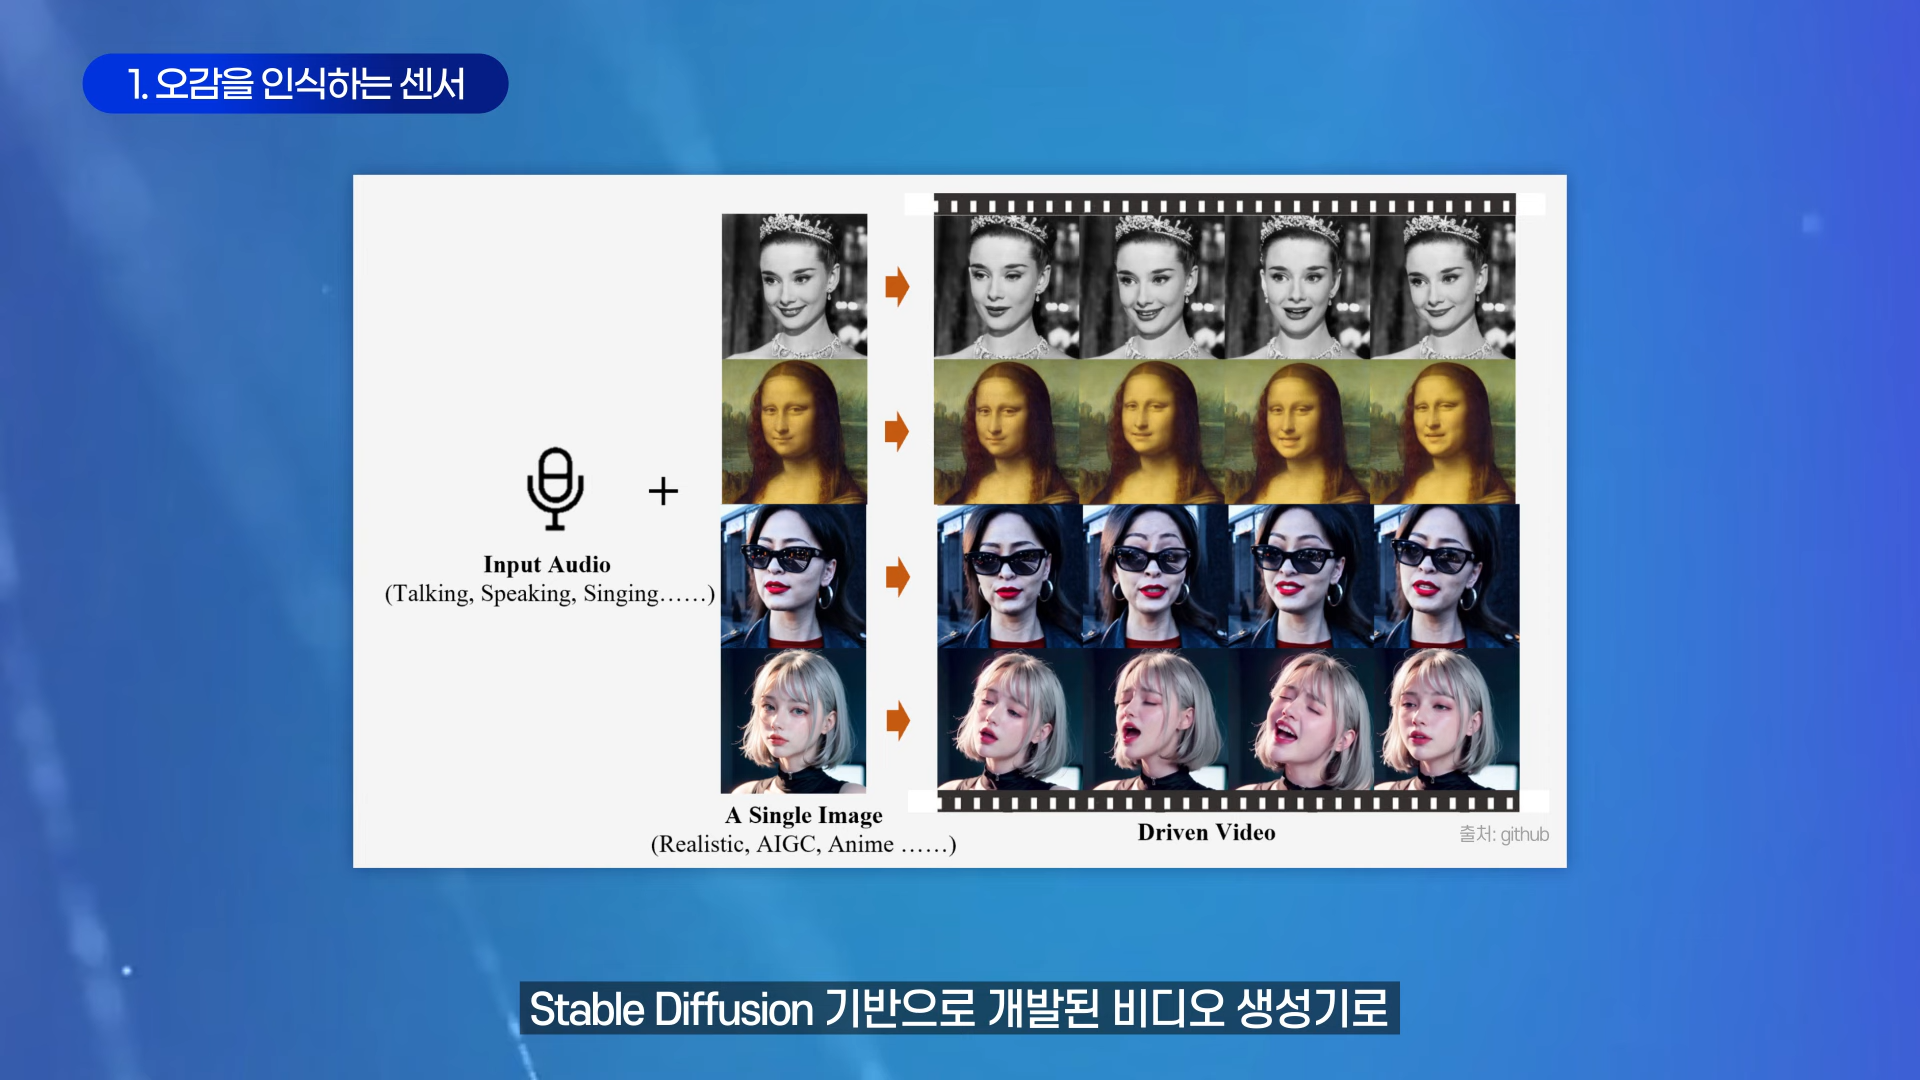 1. 오감을 인식하는 센서
Input Audio
(Talking, Speaking, Singing……)
+
A Single Image
(Realistic, AIGC, Anime ……)
Driven Video
출처: github
Stable Diffusion 기반으로 개발된 비디오 생성기로